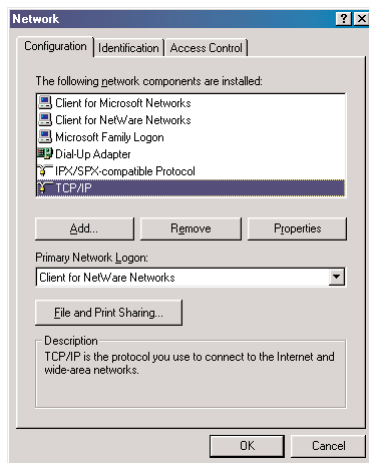 Network
Configuration Identification Access Control
The following network components are installed:
Client for Microsoft Networks
Client for NetWare Networks
Microsoft Family Logon
Dial-Up Adapter
IPX/SPX-compatible Protocol
TCP/IP
Add... Remove Properties
Primary Network Logon:
Client for NetWare Networks
File and Print Sharing...
Description
TCP/IP is the protocol you use to connect to the Internet and
wide-area networks.
OK Cancel